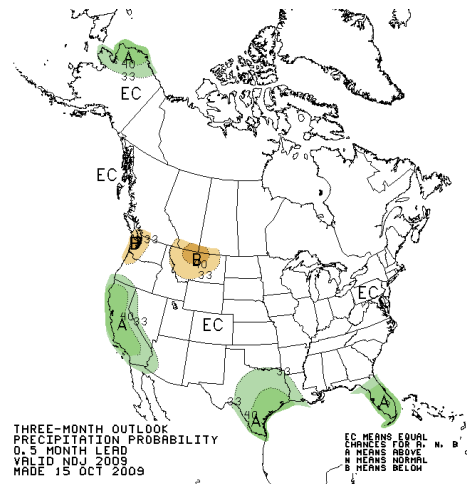 A
40
33
EC
EC
B
33
B
40
33
A
40
33
EC
EC
33
33
40
A
A
THREE-MONTH OUTLOOK
PRECIPITATION PROBABILITY
0.5 MONTH LEAD
VALID NDJ 2009
MADE 15 OCT 2009
EC MEANS EQUAL
CHANCES FOR A, N, B
A MEANS ABOVE
N MEANS NORMAL
B MEANS BELOW